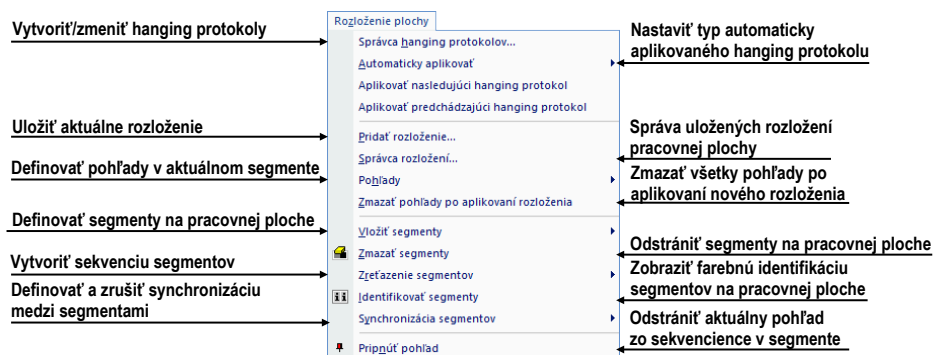 Rozloženie plochy
Vytvoriť/zmeniť hanging protokoly
Správca hanging protokolov...
Nastaviť typ automaticky
aplikovaného hanging protokolu
Automaticky aplikovať
Aplikovať nasledujúci hanging protokol
Aplikovať predchádzajúci hanging protokol
Uložiť aktuálne rozloženie
Pridať rozloženie...
Správa uložených rozložení
pracovnej plochy
Správca rozložení...
Definovať pohľady v aktuálnom segmente
Pohľady
Zmazať všetky pohľady po
aplikovaní nového rozloženia
Zmazať pohľady po aplikovaní rozloženia
Definovať segmenty na pracovnej ploche
Vložiť segmenty
Zmazať segmenty
Odstrániť segmenty na pracovnej ploche
Vytvoriť sekvenciu segmentov
Zreťazenie segmentov
Zobraziť farebnú identifikáciu
segmentov na pracovnej ploche
Identifikovať segmenty
Definovať a zrušiť synchronizáciu
medzi segmentami
Synchronizácia segmentov
Odstrániť aktuálny pohľad
zo sekvencience v segmente
Pripnúť pohľad